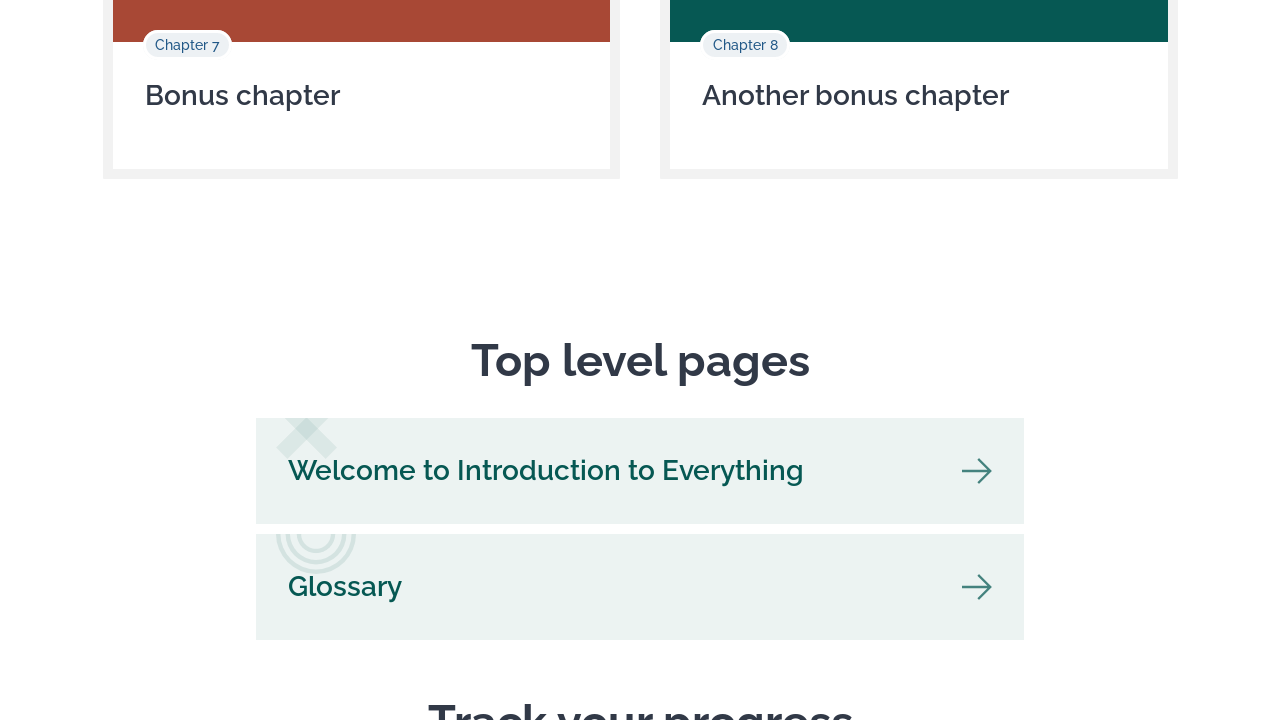 Chapter 7
Bonus chapter
Chapter 8
Another bonus chapter
Top level pages
Welcome to Introduction to Everything
Glossary
Track your progress